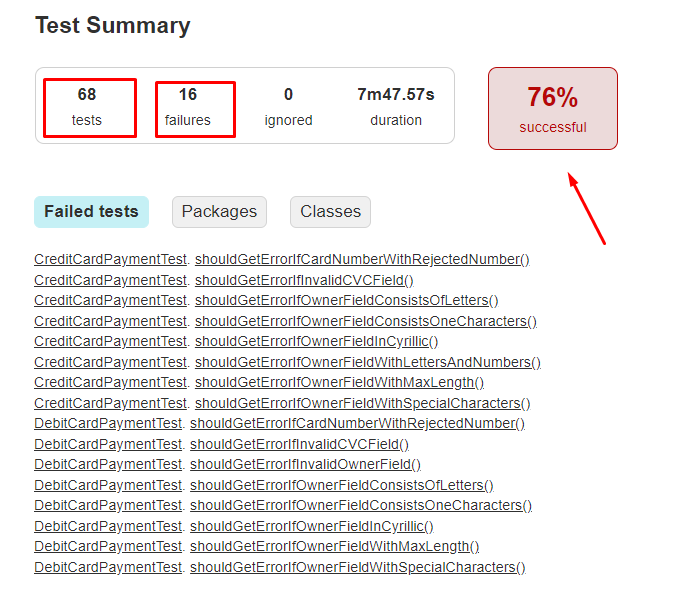 Test Summary
68 16 0 7m47.57s 76%
tests failures ignored duration successful
Failed tests Packages Classes
CreditCardPaymentTest. shouldGetErrorIfCardNumberWithRejectedNumber()
CreditCardPaymentTest. shouldGetErrorIfInvalidCVCField()
CreditCardPaymentTest. shouldGetErrorIfOwnerFieldConsistsOfLetters()
CreditCardPaymentTest. shouldGetErrorIfOwnerFieldConsistsOneCharacters()
CreditCardPaymentTest. shouldGetErrorIfOwnerFieldInCyrillic()
CreditCardPaymentTest. shouldGetErrorIfOwnerFieldWithLettersAndNumbers()
CreditCardPaymentTest. shouldGetErrorIfOwnerFieldWithMaxLength()
CreditCardPaymentTest. shouldGetErrorIfOwnerFieldWithSpecialCharacters()
DebitCardPaymentTest. shouldGetErrorIfCardNumberWithRejectedNumber()
DebitCardPaymentTest. shouldGetErrorIfInvalidCVCField()
DebitCardPaymentTest. shouldGetErrorIfInvalidOwnerField()
DebitCardPaymentTest. shouldGetErrorIfOwnerFieldConsistsOfLetters()
DebitCardPaymentTest. shouldGetErrorIfOwnerFieldConsistsOneCharacters()
DebitCardPaymentTest. shouldGetErrorIfOwnerFieldInCyrillic()
DebitCardPaymentTest. shouldGetErrorIfOwnerFieldWithMaxLength()
DebitCardPaymentTest. shouldGetErrorIfOwnerFieldWithSpecialCharacters()